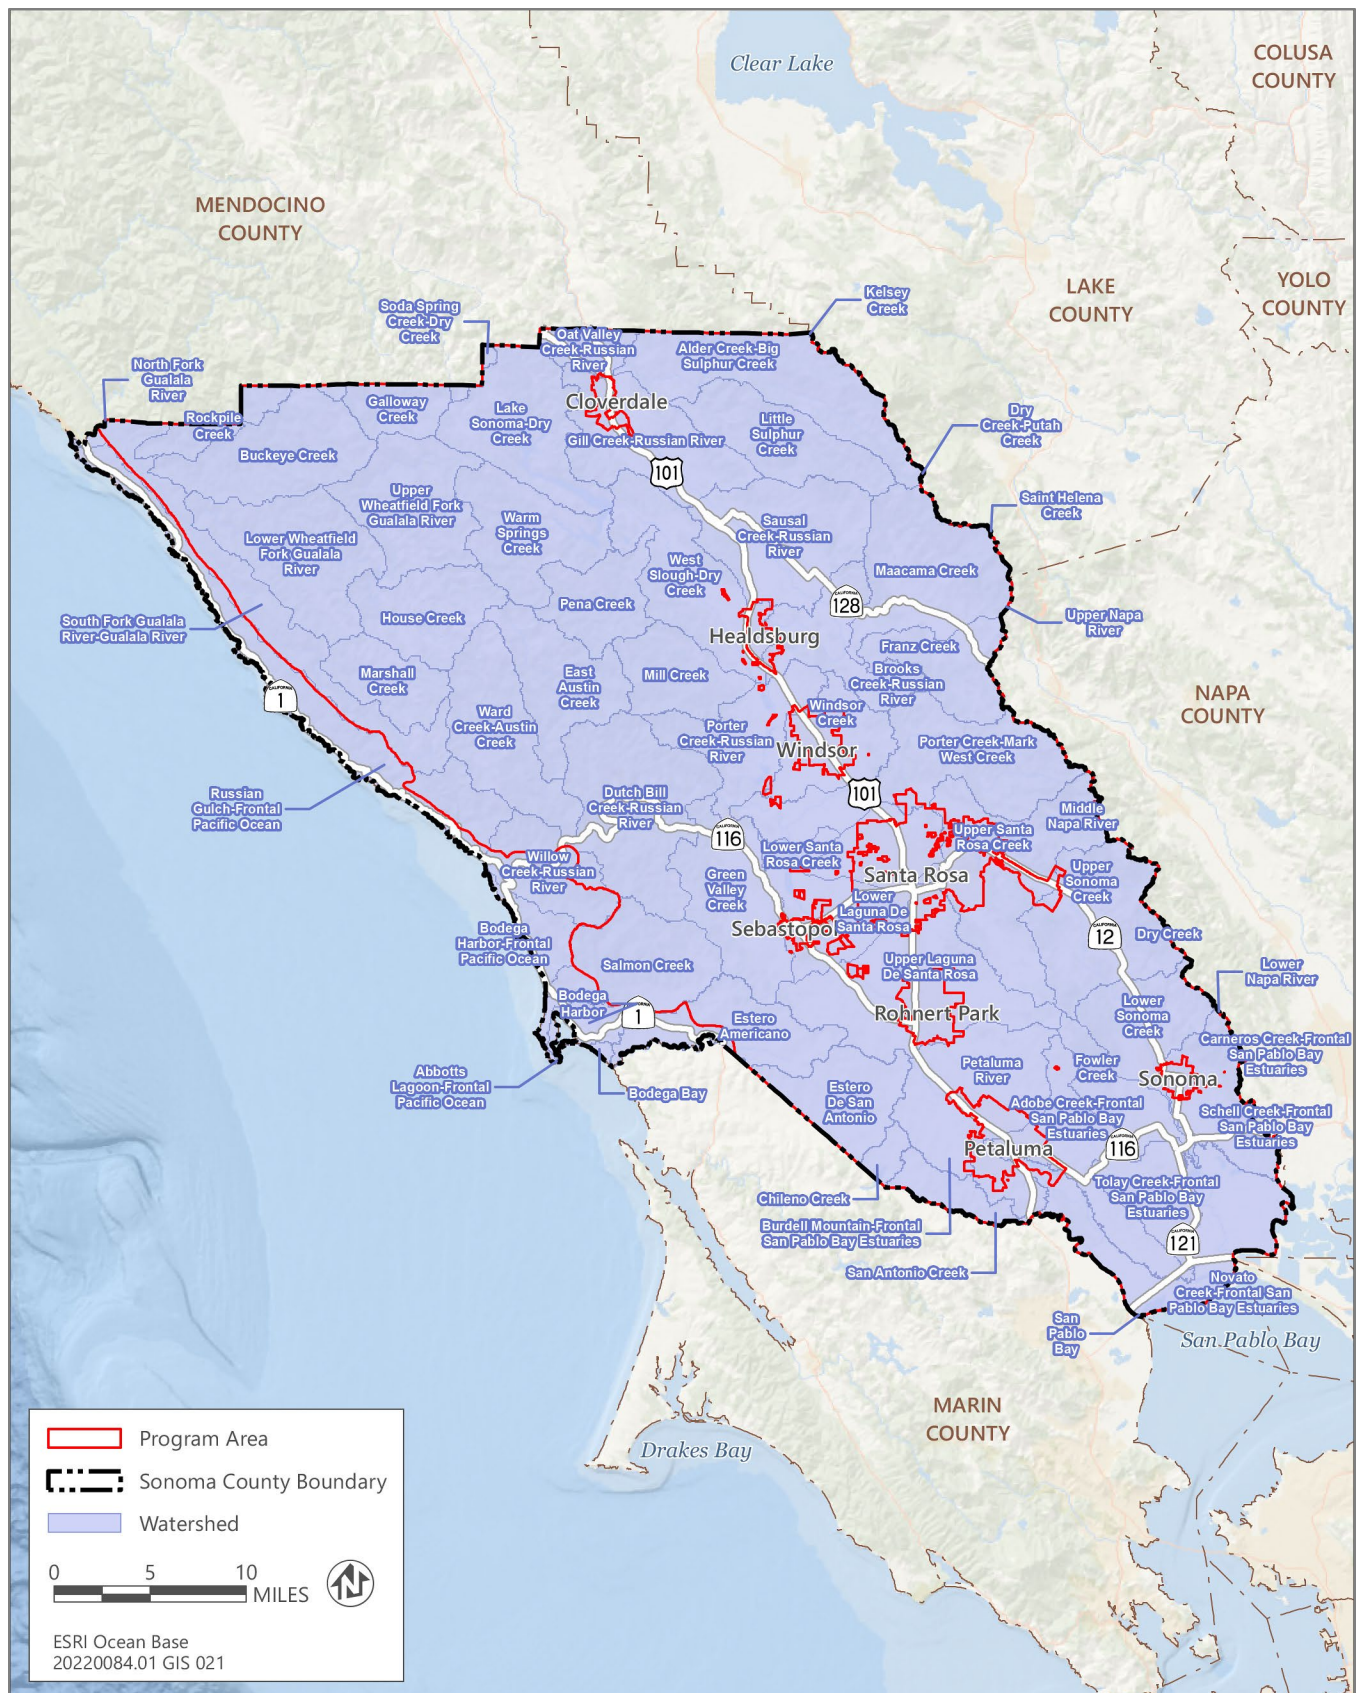 Clear Lake
COLUSA
COUNTY
MENDOCINO
COUNTY
LAKE
COUNTY
YOLO
COUNTY
Kelsey
Creek
Soda Spring
Creek-Dry
Creek
Oat Valley
Creek-Russian
River
Alder Creek-Big
Sulphur Creek
North Fork
Gualala
River
Rockpile
Creek
Galloway
Creek
Lake
Sonoma-Dry
Creek
Cloverdale
Gill Creek-Russian River
Little
Sulphur
Creek
Dry
Creek-Putah
Creek
Buckeye Creek
101
Upper
Wheatfield Fork
Gualala River
Warm
Springs
Creek
Sausal
Creek-Russian
River
Saint Helena
Creek
Lower Wheatfield
Fork Gualala
River
West
Slough-Dry
Creek
Maacama Creek
CALIFORNIA
128
South Fork Gualala
River-Gualala River
House Creek
Pena Creek
Healdsburg
Upper Napa
River
Franz Creek
CALIFORNIA
1
Marshall
Creek
East
Austin
Creek
Mill Creek
Brooks
Creek-Russian
River
NAPA
COUNTY
Ward
Creek-Austin
Creek
Porter
Creek-Russian
River
Windsor
Creek
Windsor
Porter Creek-Mark
West Creek
Russian
Gulch-Frontal
Pacific Ocean
Dutch Bill
Creek-Russian
River
101
Middle
Napa River
CALIFORNIA
116
Lower Santa
Rosa Creek
Upper Santa
Rosa Creek
Willow
Creek-Russian
River
Green
Valley
Creek
Santa Rosa
Upper
Sonoma
Creek
Lower
Laguna De
Santa Rosa
Sebastopol
CALIFORNIA
12
Dry Creek
Bodega
Harbor-Frontal
Pacific Ocean
Salmon Creek
Upper Laguna
De Santa Rosa
Lower
Napa River
Bodega
Harbor
CALIFORNIA
1
Estero
Americano
Rohnert Park
Lower
Sonoma
Creek
Carneros Creek-Frontal
San Pablo Bay
Estuaries
Abbotts
Lagoon-Frontal
Pacific Ocean
Bodega Bay
Petaluma
River
Fowler
Creek
Sonoma
Estero
De San
Antonio
Adobe Creek-Frontal
San Pablo Bay
Estuaries
Schell Creek-Frontal
San Pablo Bay
Estuaries
Petaluma
CALIFORNIA
116
Chileno Creek
Tolay Creek-Frontal
San Pablo Bay
Estuaries
Burdell Mountain-Frontal
San Pablo Bay Estuaries
CALIFORNIA
121
San Antonio Creek
Novato
Creek-Frontal San
Pablo Bay Estuaries
San
Pablo
Bay
San Pablo Bay
MARIN
COUNTY
Drakes Bay
Program Area
Sonoma County Boundary
Watershed
0 5 10
MILES
N
ESRI Ocean Base
20220084.01 GIS 021